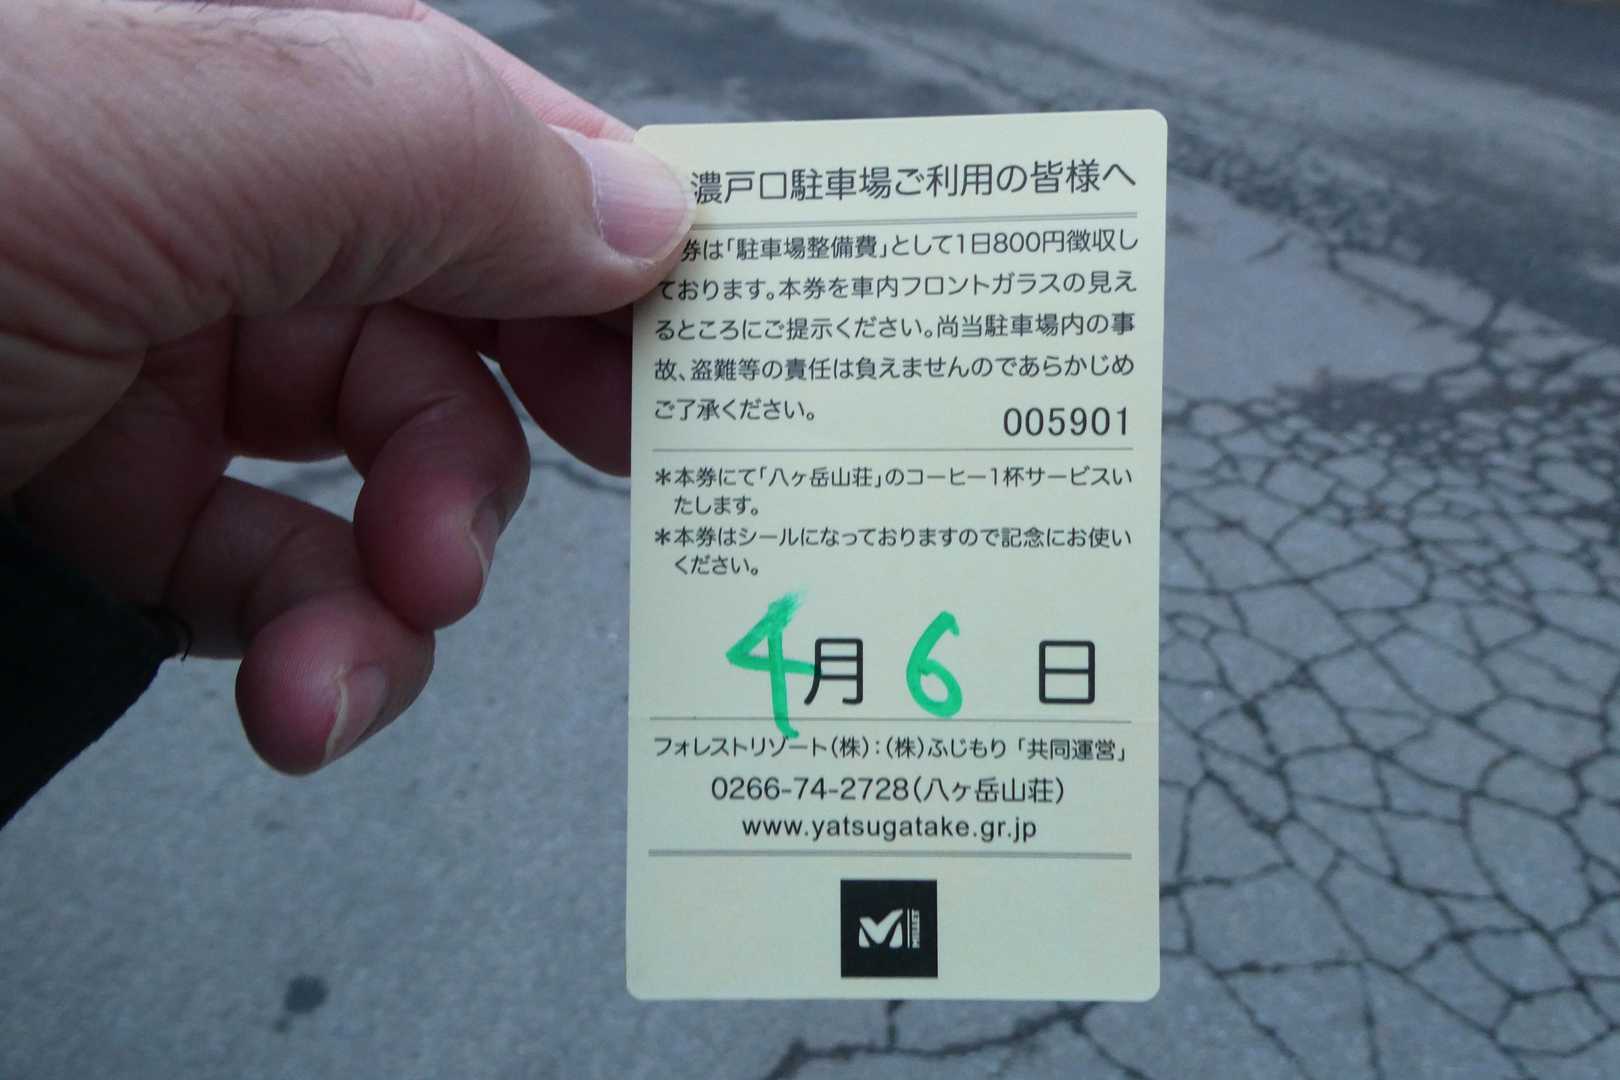 濃戸口駐車場ご利用の皆様へ
券は「駐車場整備費」として1日800円徴収し
ております。本券を車内フロントガラスの見え
るところにご提示ください。尚当駐車場内の事
故、盗難等の責任は負えませんのであらかじめ
ご了承ください。
005901
＊本券にて「八ヶ岳山荘」のコーヒー1杯サービスい
たします。
＊本券はシールになっておりますので記念にお使い
ください。
4月 6 日
フォレストリゾート(株):(株)ふじもり「共同運営」
0266-74-2728(八ヶ岳山荘)
www.yatsugatake.gr.jp
MILLET